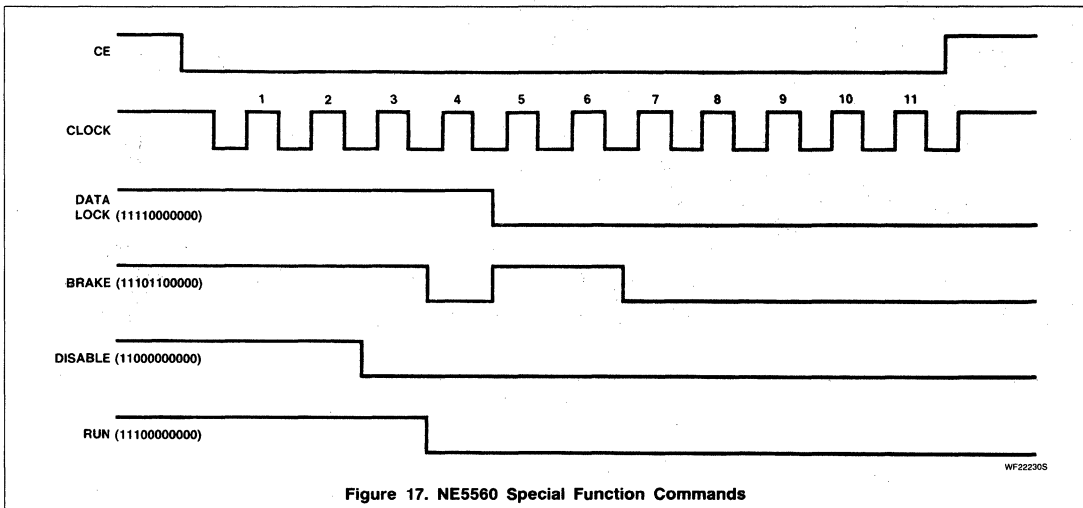 CE
1 2 3 4 5 6 7 8 9 10 11
CLOCK
DATA
LOCK (11110000000)
BRAKE (11101100000)
DISABLE (11000000000)
RUN (11100000000)
WF22230S
Figure 17. NE5560 Special Function Commands